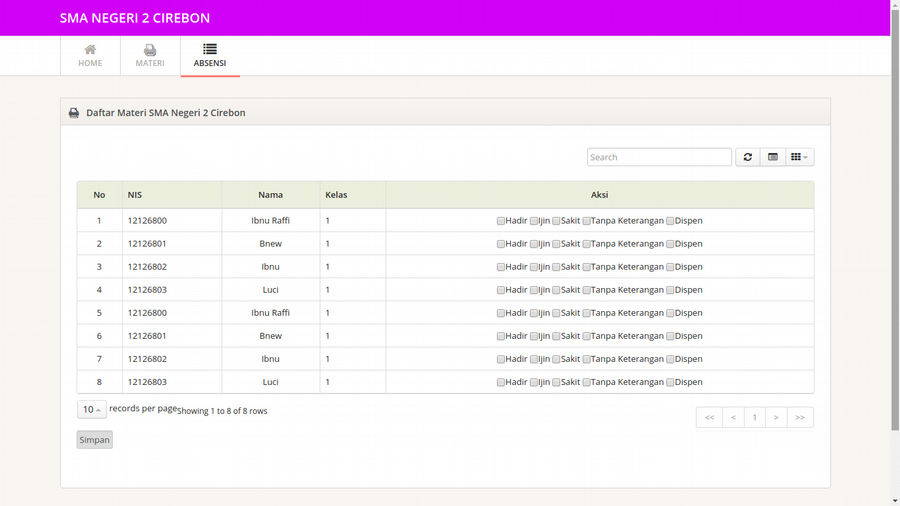 SMA NEGERI 2 CIREBON
HOME MATERI ABSENSI
Daftar Materi SMA Negeri 2 Cirebon
Search
No NIS Nama Kelas Aksi
1 12126800 Ibnu Raffi 1 Hadir Ijin Sakit Tanpa Keterangan Dispen
2 12126801 Bnew 1 Hadir Ijin Sakit Tanpa Keterangan Dispen
3 12126802 Ibnu 1 Hadir Ijin Sakit Tanpa Keterangan Dispen
4 12126803 Luci 1 Hadir Ijin Sakit Tanpa Keterangan Dispen
5 12126800 Ibnu Raffi 1 Hadir Ijin Sakit Tanpa Keterangan Dispen
6 12126801 Bnew 1 Hadir Ijin Sakit Tanpa Keterangan Dispen
7 12126802 Ibnu 1 Hadir Ijin Sakit Tanpa Keterangan Dispen
8 12126803 Luci 1 Hadir Ijin Sakit Tanpa Keterangan Dispen
10 records per page Showing 1 to 8 of 8 rows << < 1 > >>
Simpan